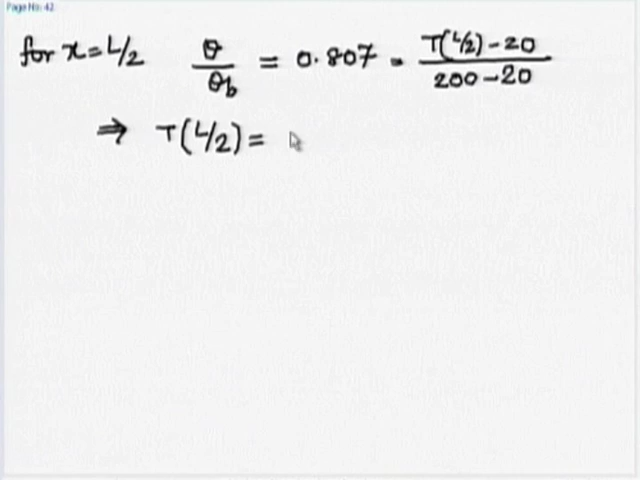 Page No: 42
for x = L/2 θ/θb = 0.807 = T(L/2) - 20 / 200 - 20
⇒ T(L/2) =